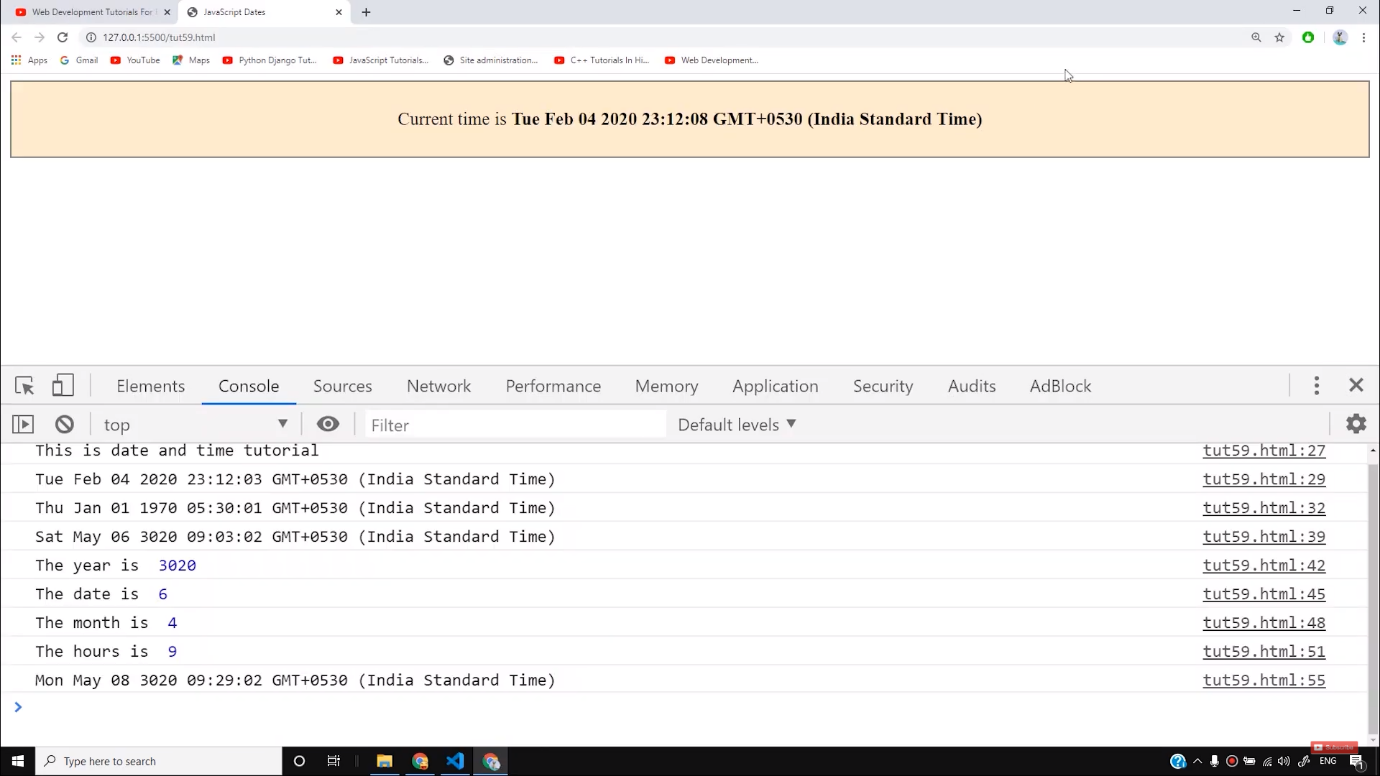 Web Development Tutorials For
JavaScript Dates
127.0.0.1:5500/tut59.html
Apps
Gmail
YouTube
Maps
Python Django Tut...
JavaScript Tutorials...
Site administration...
C++ Tutorials In Hi...
Web Development...
Current time is Tue Feb 04 2020 23:12:08 GMT+0530 (India Standard Time)
Elements
Console
Sources
Network
Performance
Memory
Application
Security
Audits
AdBlock
top
Filter
Default levels
This is date and time tutorial tut59.html:27
Tue Feb 04 2020 23:12:03 GMT+0530 (India Standard Time) tut59.html:29
Thu Jan 01 1970 05:30:01 GMT+0530 (India Standard Time) tut59.html:32
Sat May 06 3020 09:03:02 GMT+0530 (India Standard Time) tut59.html:39
The year is 3020 tut59.html:42
The date is 6 tut59.html:45
The month is 4 tut59.html:48
The hours is 9 tut59.html:51
Mon May 08 3020 09:29:02 GMT+0530 (India Standard Time) tut59.html:55
Subscribe
Type here to search
ENG
1